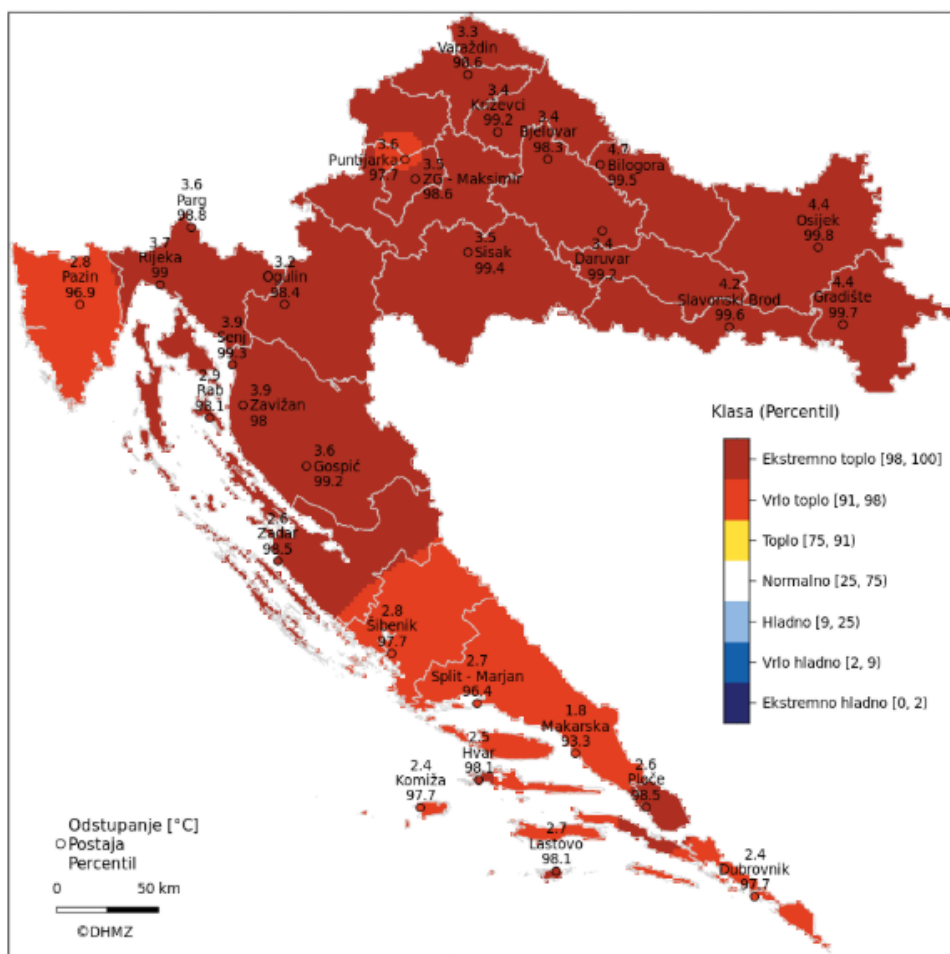 3.3
Varaždin
98.6
3.4
Križevci
99.2
3.4
Bjelovar
98.3
3.6
Puntijarka
97.7
3.5
ZG - Maksimir
98.6
4.7
Bilogora
99.5
3.6
Parg
98.8
4.4
Osijek
99.8
3.7
Rijeka
99
2.8
Pazin
96.9
3.2
Ogulin
98.4
3.5
Sisak
99.4
3.4
Daruvar
99.2
4.2
Slavonski Brod
99.6
4.4
Gradište
99.7
3.9
Senj
99.3
2.9
Rab
98.1
3.9
Zavižan
98
3.6
Gospić
99.2
2.6
Zadar
98.5
2.8
Šibenik
97.7
2.7
Split - Marjan
96.4
1.8
Makarska
93.3
2.5
Hvar
98.1
2.4
Komiža
97.7
2.6
Ploče
98.5
2.7
Lastovo
98.1
2.4
Dubrovnik
97.7
Klasa (Percentil)
Ekstremno toplo [98, 100]
Vrlo toplo [91, 98)
Toplo [75, 91)
Normalno [25, 75)
Hladno [9, 25)
Vrlo hladno [2, 9)
Ekstremno hladno [0, 2)
Odstupanje [°C]
Postaja
Percentil
0 50 km
©DHMZ